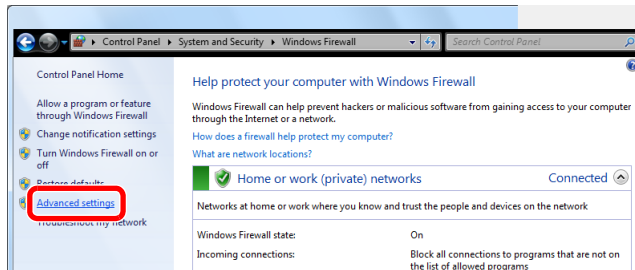 Control Panel ▸ System and Security ▸ Windows Firewall
Search Control Panel
Control Panel Home
Allow a program or feature
through Windows Firewall
Change notification settings
Turn Windows Firewall on or
off
Restore defaults
Advanced settings
Troubleshoot my network
Help protect your computer with Windows Firewall
Windows Firewall can help prevent hackers or malicious software from gaining access to your computer
through the Internet or a network.
How does a firewall help protect my computer?
What are network locations?
Home or work (private) networks Connected
Networks at home or work where you know and trust the people and devices on the network
Windows Firewall state: On
Incoming connections: Block all connections to programs that are not on
the list of allowed programs